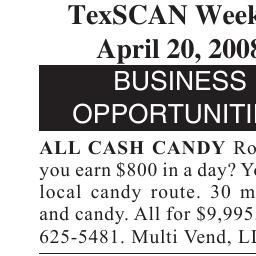 TexSCAN Week
April 20, 2008
BUSINESS
OPPORTUNITI
ALL CASH CANDY Ro
you earn $800 in a day? Yo
local candy route. 30 m
and candy. All for $9,995
625-5481. Multi Vend, LL